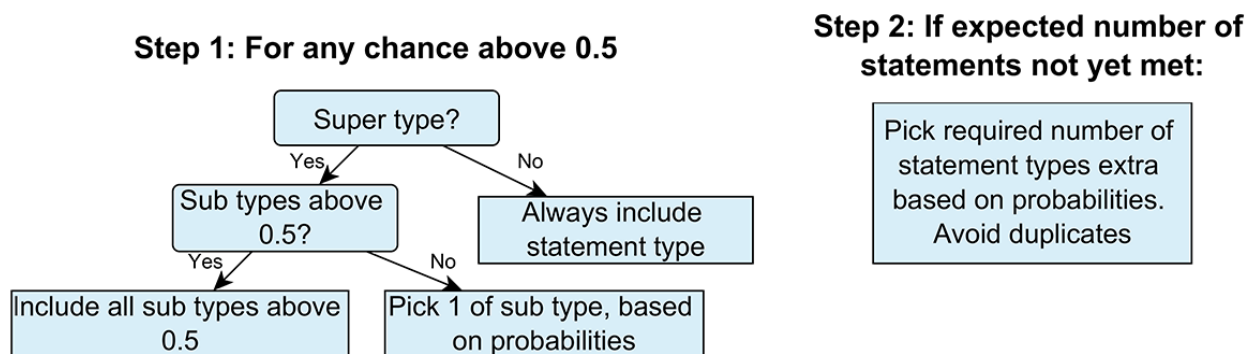 Step 1: For any chance above 0.5
Super type?
Yes
No
Sub types above
0.5?
Always include
statement type
Yes
No
Include all sub types above
0.5
Pick 1 of sub type, based
on probabilities
Step 2: If expected number of
statements not yet met:
Pick required number of
statement types extra
based on probabilities.
Avoid duplicates